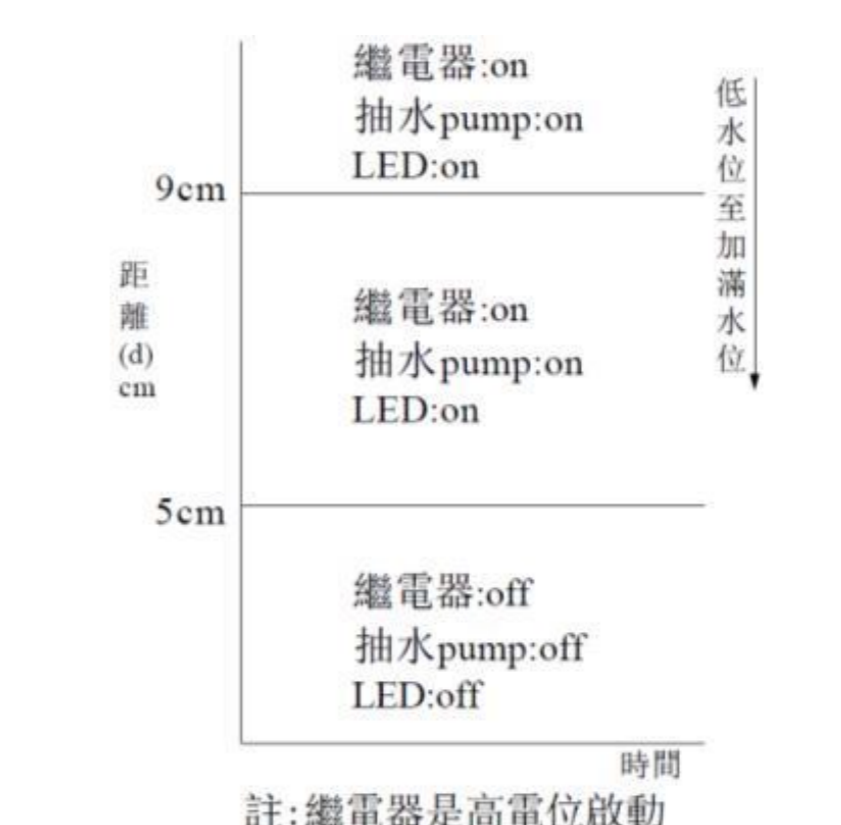 繼電器:on
抽水pump:on
LED:on
9cm
繼電器:on
抽水pump:on
LED:on
距離(d)cm
低水位至加滿水位
5cm
繼電器:off
抽水pump:off
LED:off
時間
註:繼電器是高電位啟動